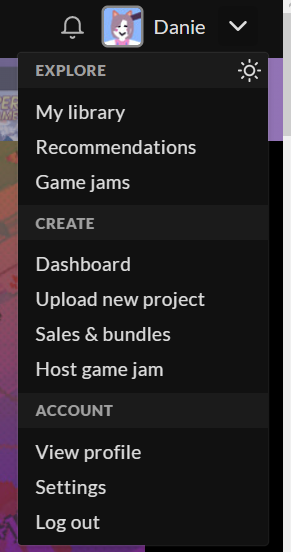 Danie
EXPLORE
My library
Recommendations
Game jams
CREATE
Dashboard
Upload new project
Sales & bundles
Host game jam
ACCOUNT
View profile
Settings
Log out